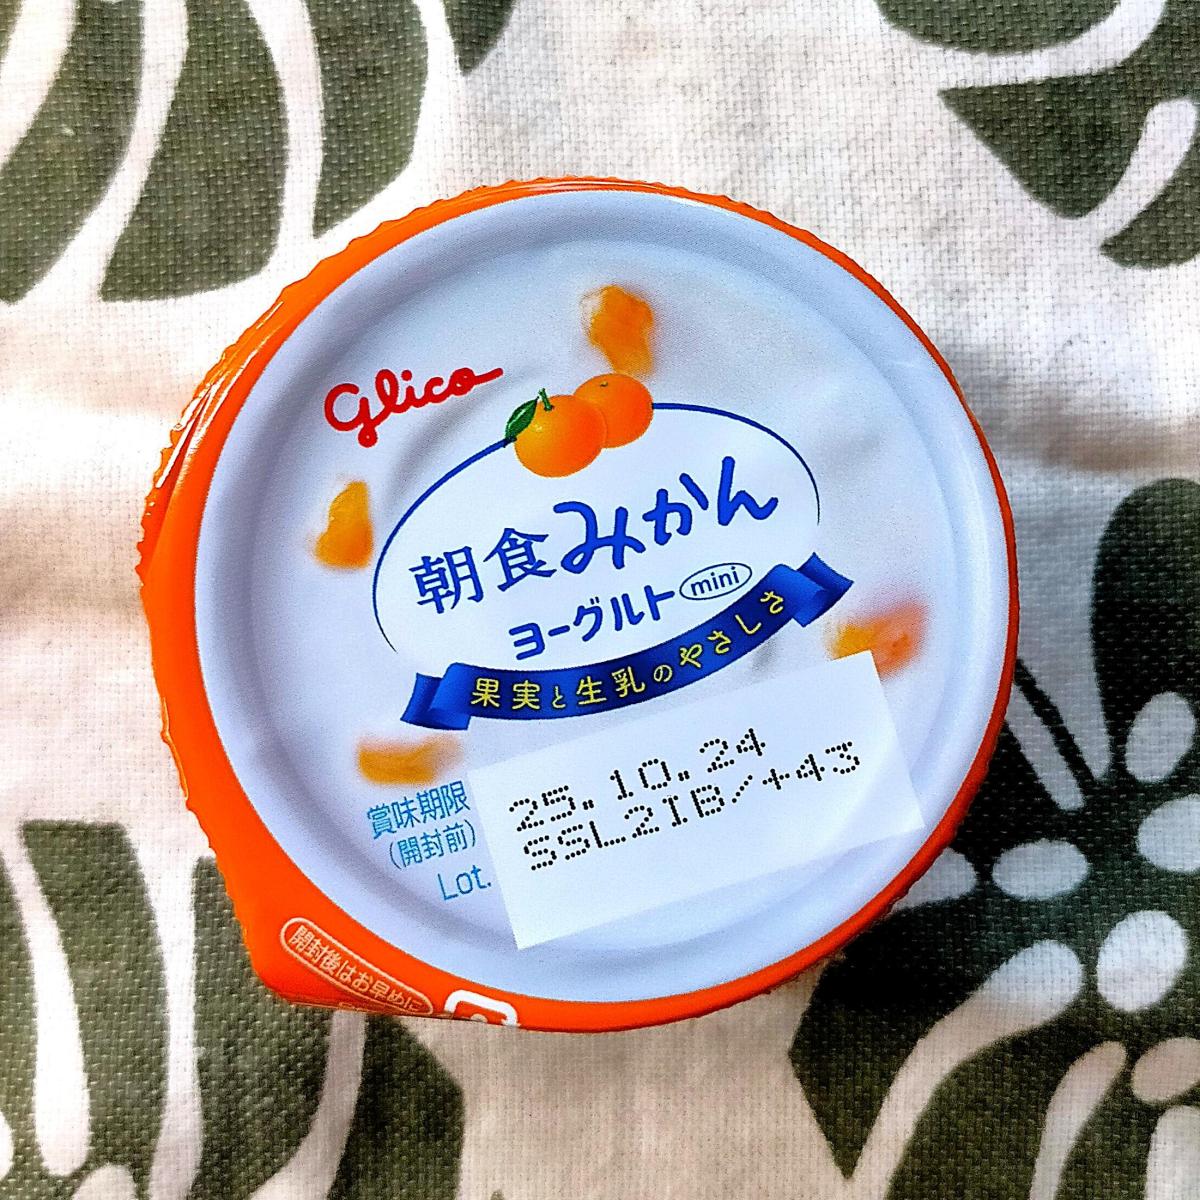 Glico
朝食みかん
ヨーグルト mini
果実と生乳のやさしさ
25.10.24
SSL2IB/+43
賞味期限
(開封前)
Lot.
開封後はお早めに